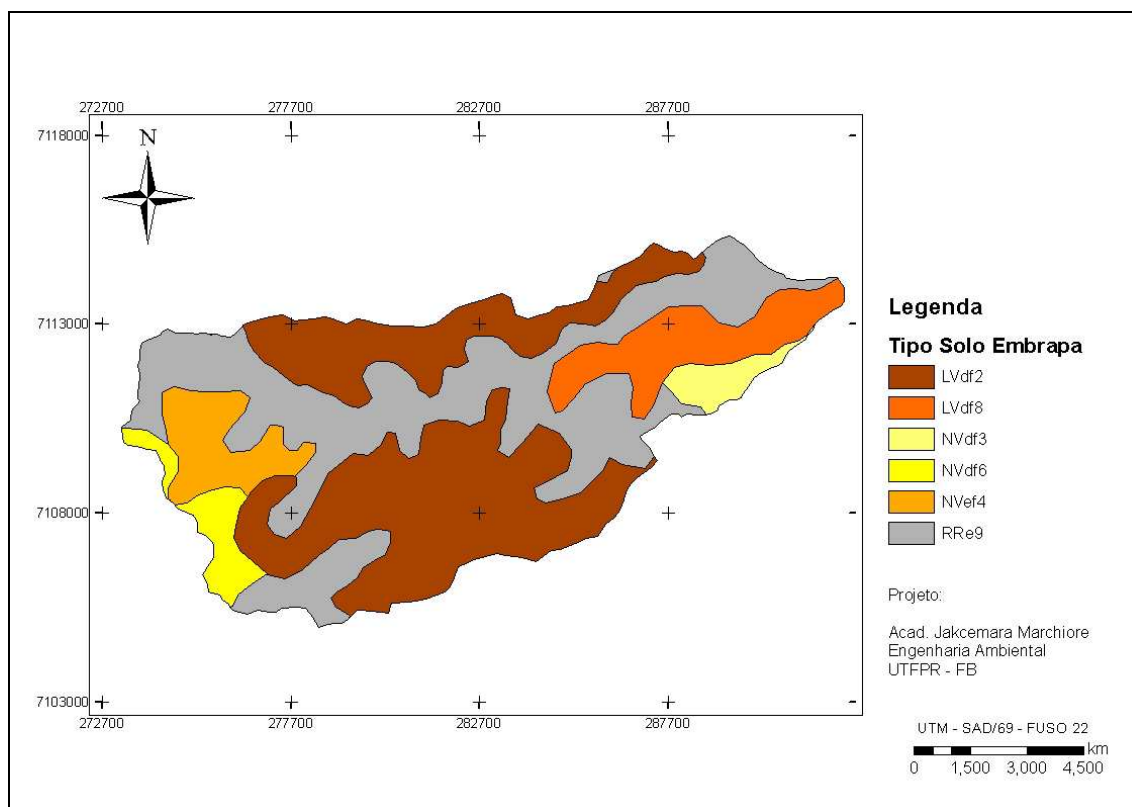 272700 277700 282700 287700
7118000
N
7113000
7108000
7103000
272700 277700 282700 287700
Legenda
Tipo Solo Embrapa
LVdf2
LVdf8
NVdf3
NVdf6
NVef4
RRe9
Projeto:
Acad. Jakcemara Marchiore
Engenharia Ambiental
UTFPR - FB
UTM - SAD/69 - FUSO 22
km
0 1,500 3,000 4,500